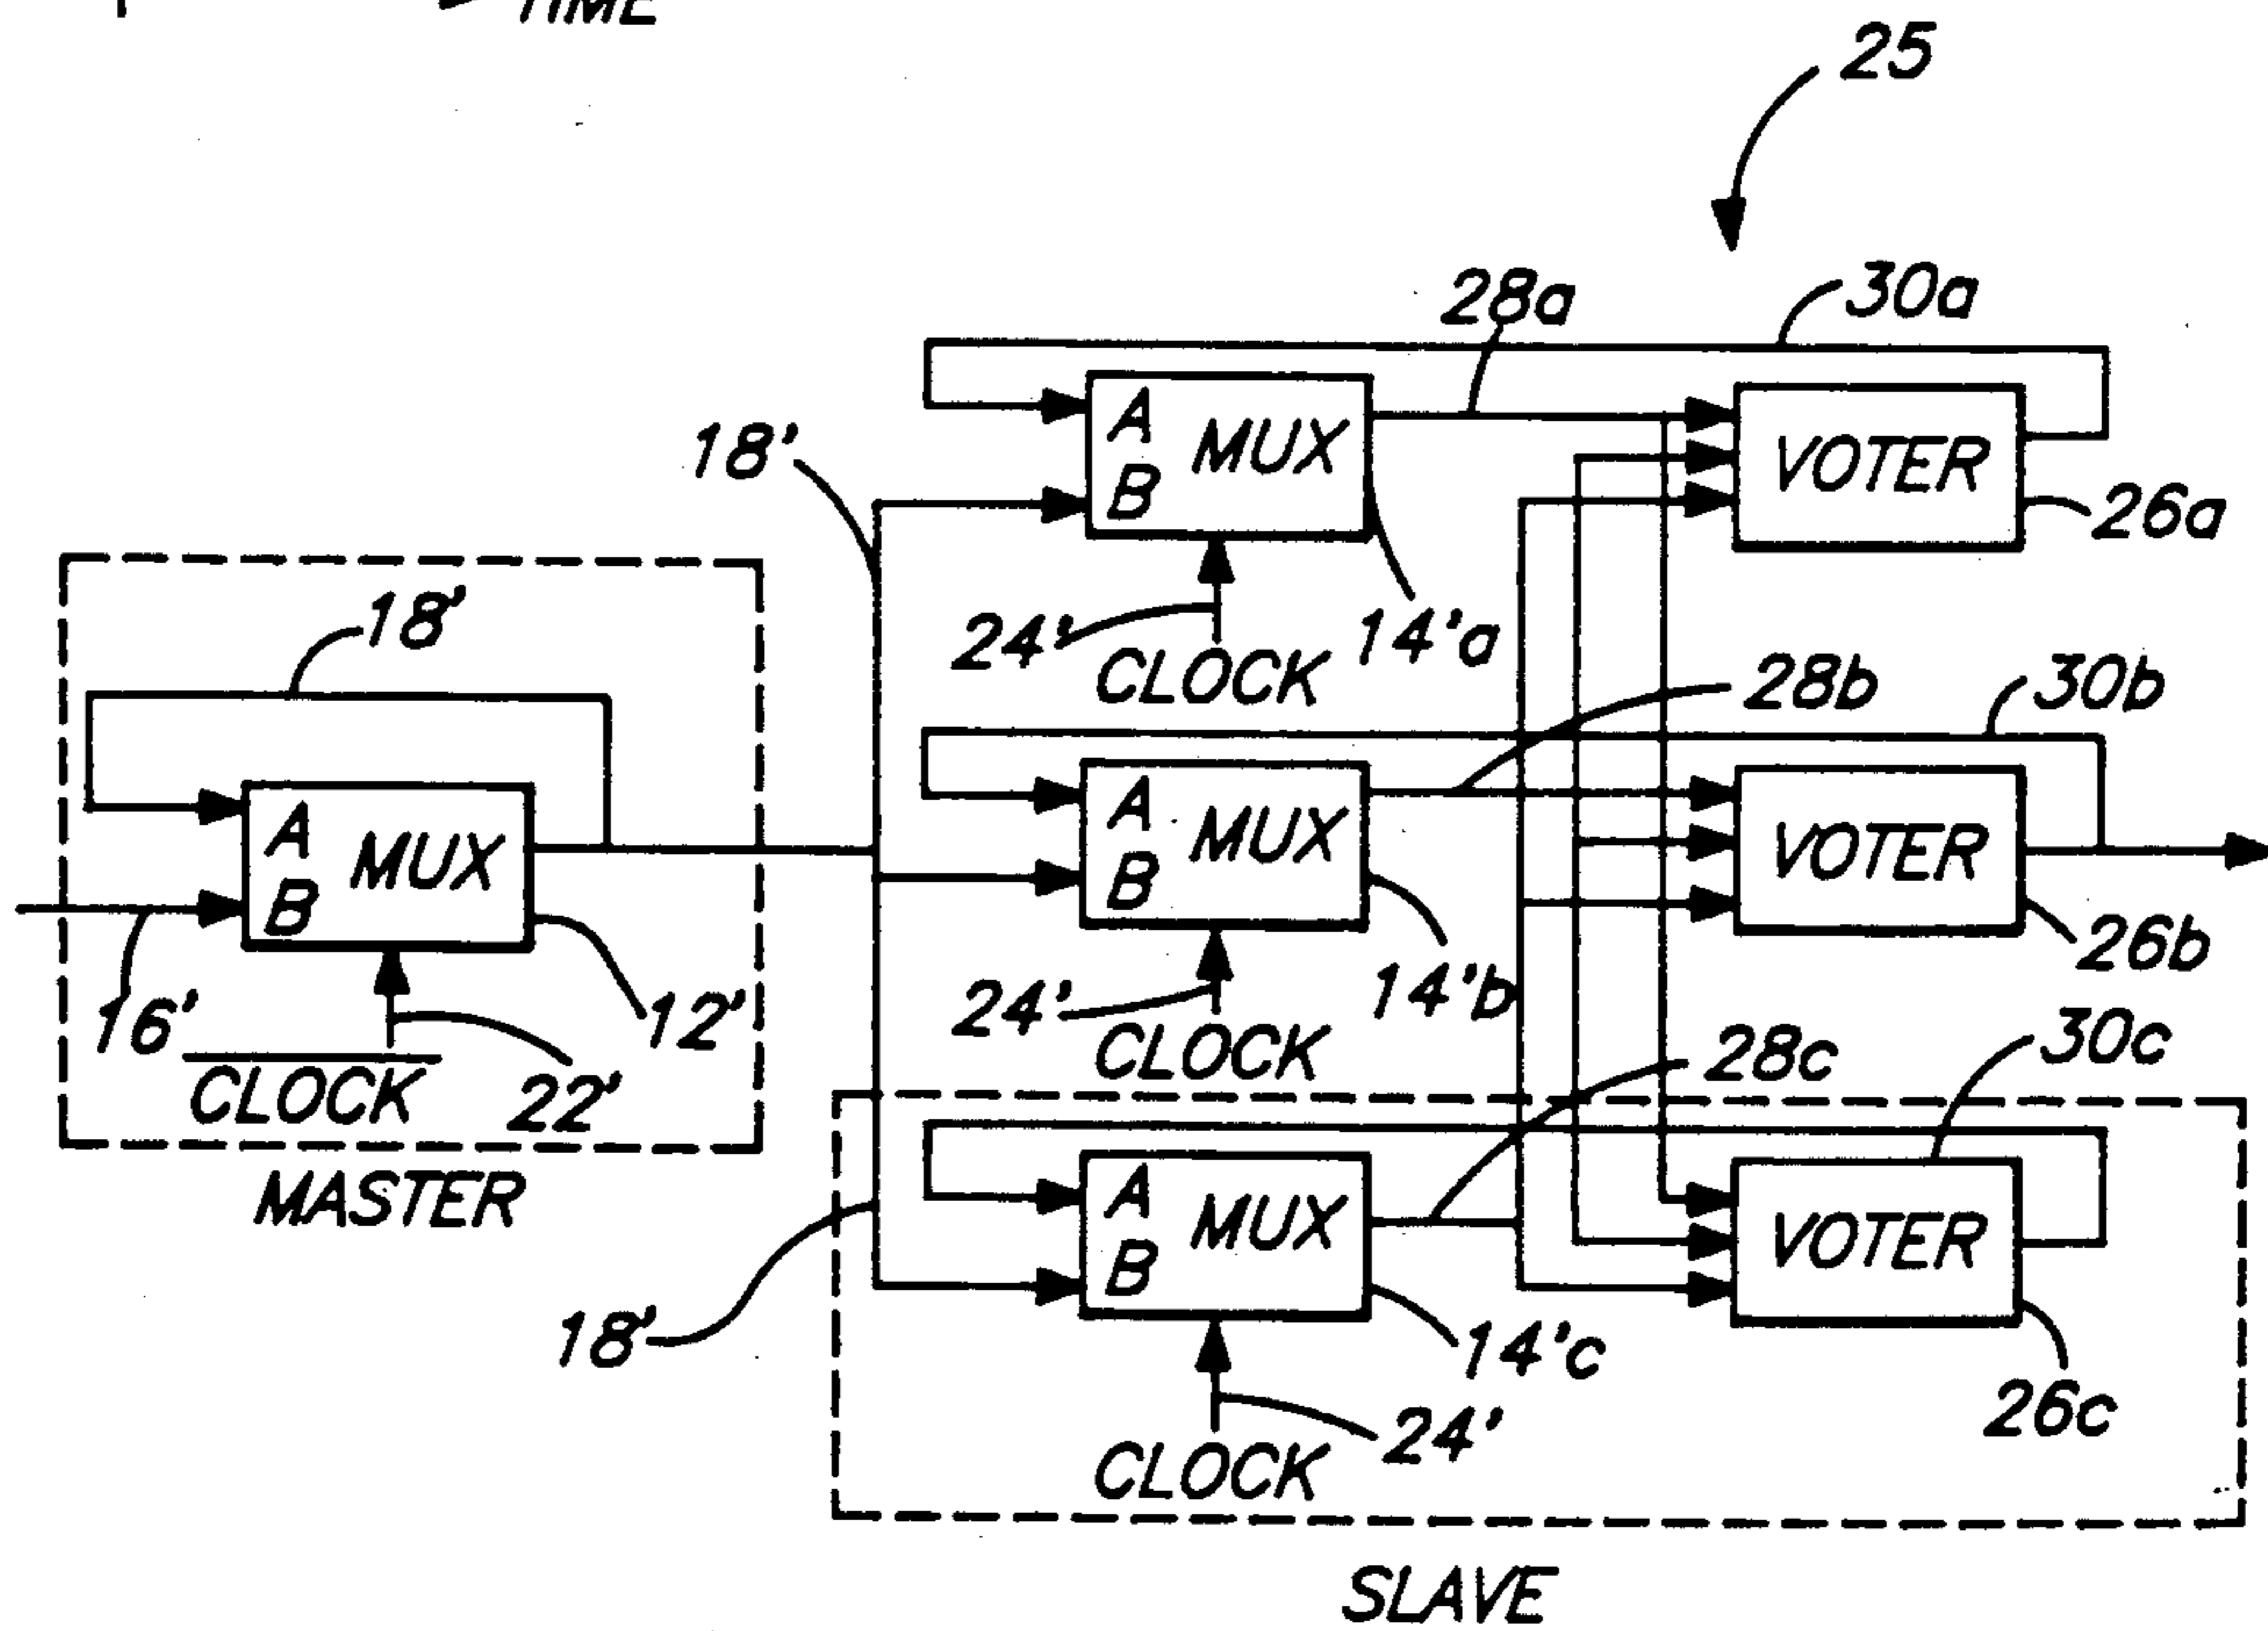 TIME
25
28a
30a
18'
A
MUX
B
VOTER
26a
24'
CLOCK
14'a
18'
28b
30b
A
MUX
B
VOTER
A
MUX
B
26b
16'
12'
24'
CLOCK
14'b
CLOCK
22'
28c
30c
MASTER
A
MUX
B
VOTER
18'
14'c
24'
26c
CLOCK
SLAVE